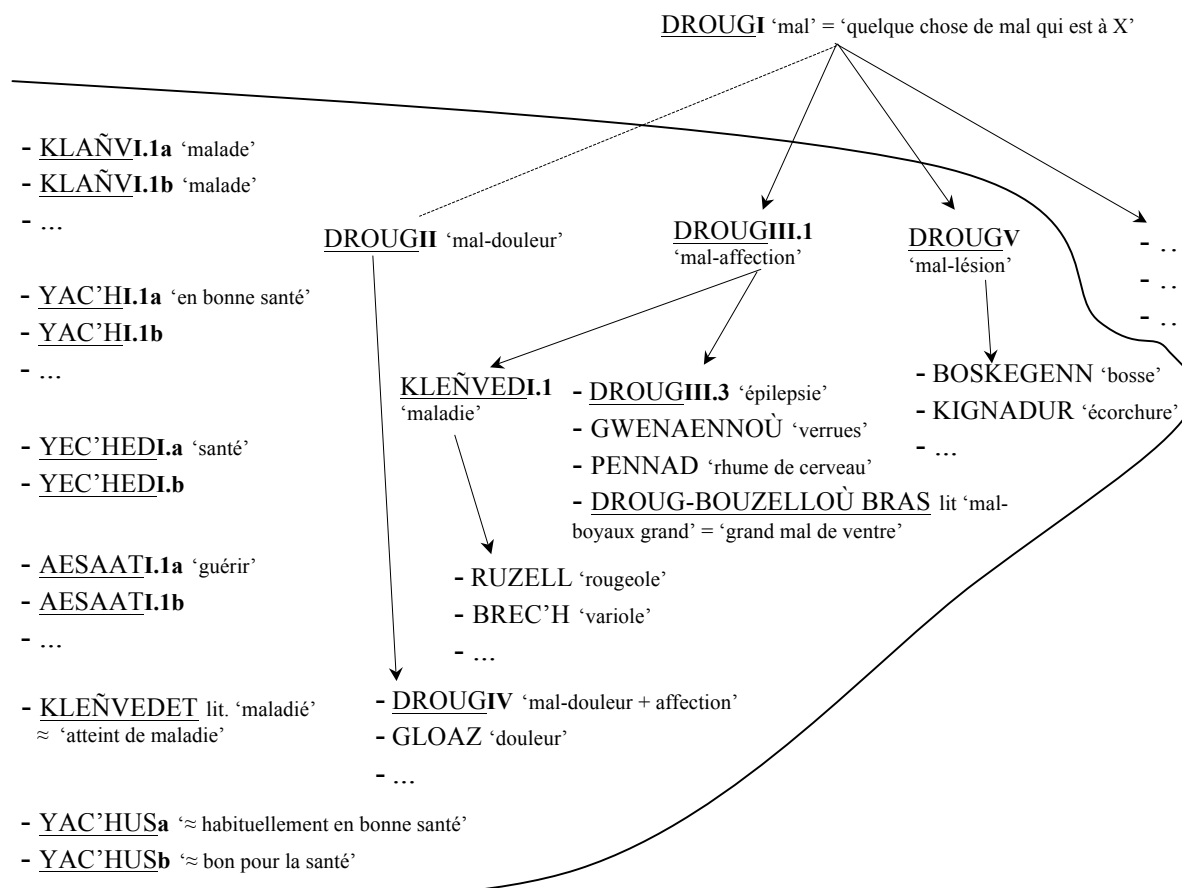 DROUGI ‘mal’ = ‘quelque chose de mal qui est à X’
- KLAÑVI.1a ‘malade’
- KLAÑVI.1b ‘malade’
- …
- YAC’HI.1a ‘en bonne santé’
- YAC’HI.1b
- …
- YEC’HEDI.a ‘santé’
- YEC’HEDI.b
- AESAATI.1a ‘guérir’
- AESAATI.1b
- …
- KLEÑVEDET lit. ‘maladié’
≈ ‘atteint de maladie’
- YAC’HUSa ‘≈ habituellement en bonne santé’
- YAC’HUSb ‘≈ bon pour la santé’
DROUGII ‘mal-douleur’
DROUGIII.1
‘mal-affection’
DROUGV
‘mal-lésion’
- ..
- ..
- ..
KLEÑVEDI.1
‘maladie’
- DROUGIII.3 ‘épilepsie’
- GWENAENNOÙ ‘verrues’
- PENNAD ‘rhume de cerveau’
- DROUG-BOUZELLOÙ BRAS lit ‘mal-
boyaux grand’ = ‘grand mal de ventre’
- BOSKEGENN ‘bosse’
- KIGNADUR ‘écorchure’
- …
- RUZELL ‘rougeole’
- BREC’H ‘variole’
- …
- DROUGIV ‘mal-douleur + affection’
- GLOAZ ‘douleur’
- …